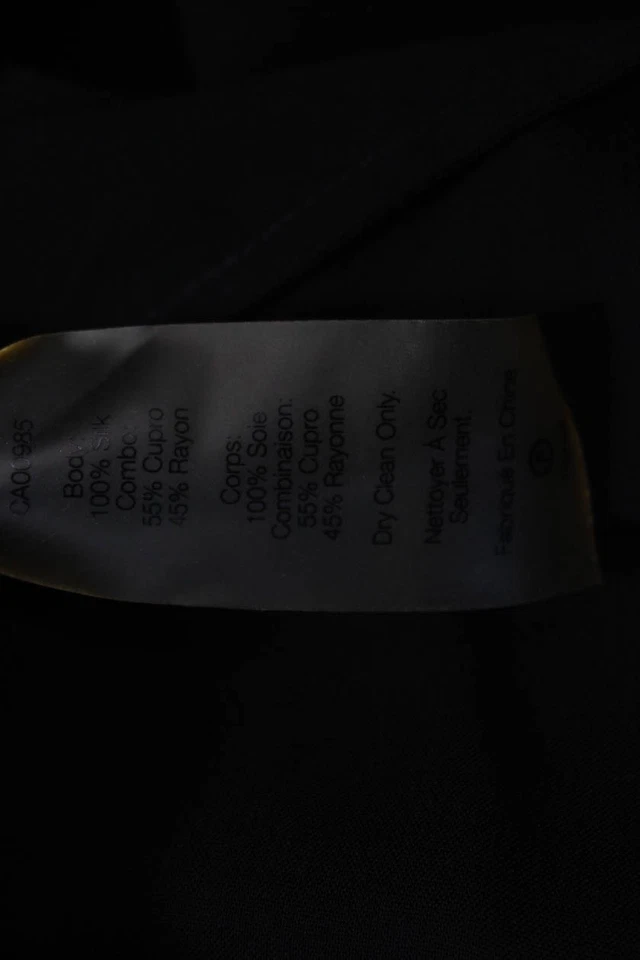 CA00985
Body:
100% Silk
Combo:
55% Cupro
45% Rayon
Corps:
100% Soie
Combinaison:
55% Cupro
45% Rayonne
Dry Clean Only.
Nettoyer À Sec
Seulement.
Fabriqué En Chine
P